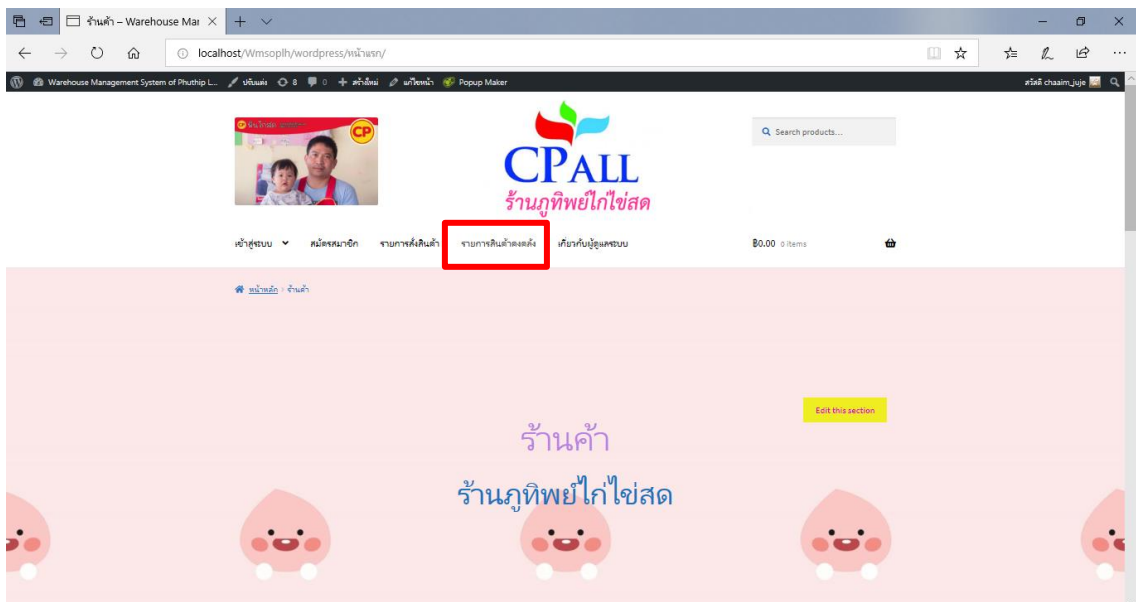 ร้านค้า – Warehouse Mar
localhost/Wmsoplh/wordpress/หน้าแรก/
Warehouse Management System of Phuthip L... ปรับแต่ง 8 0 + สร้างใหม่ แก้ไขหน้า Popup Maker สวัสดี chaaim_juje
CP
CP
Search products...
CPALL
ร้านภูทิพย์ไก่ไข่สด
เข้าสู่ระบบ สมัครสมาชิก รายการสั่งสินค้า รายการสินค้าคงคลัง เกี่ยวกับผู้ดูแลระบบ ฿0.00 0 items
หน้าหลัก › ร้านค้า
Edit this section
ร้านค้า
ร้านภูทิพย์ไก่ไข่สด